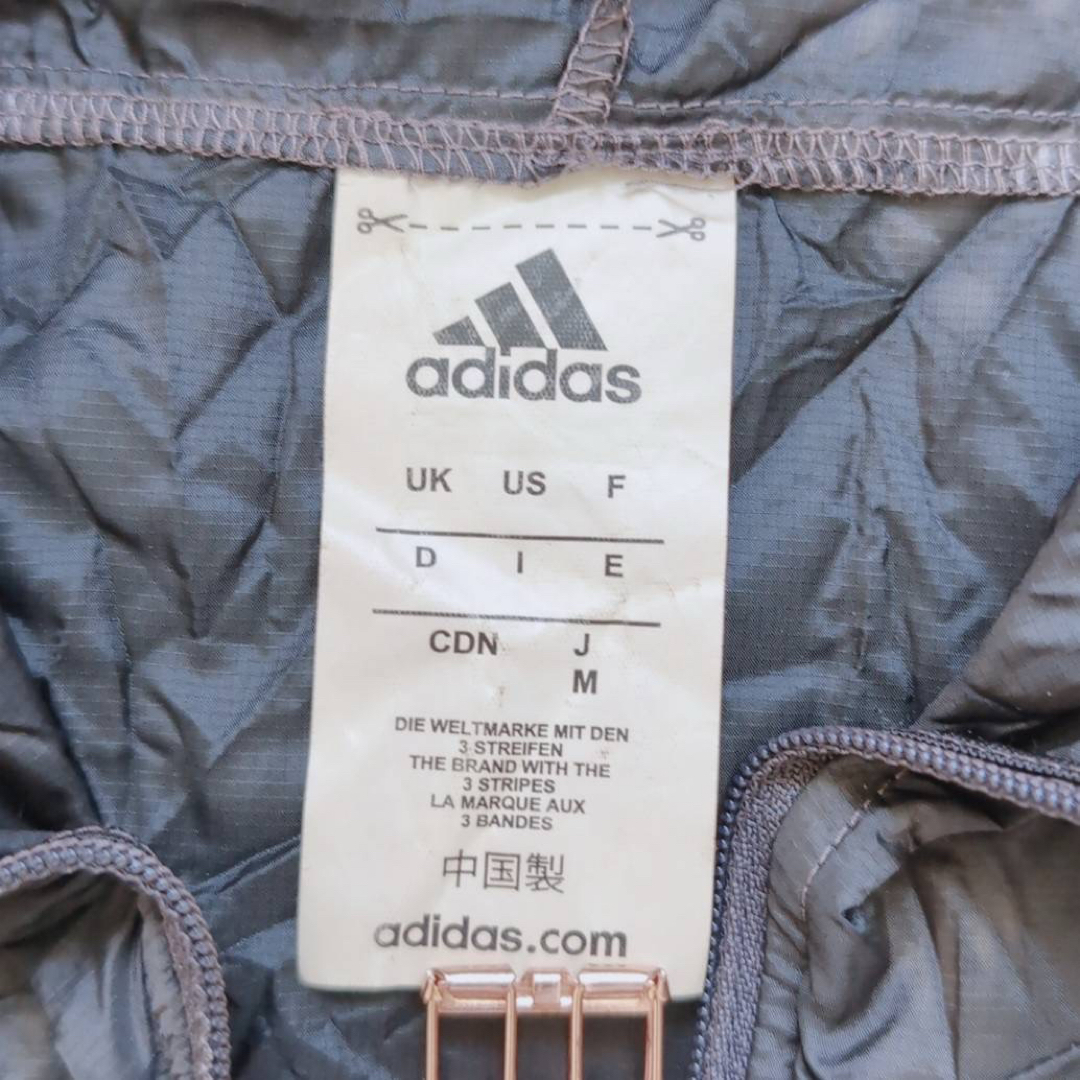 adidas
UK US F
D I E
CDN J
M
DIE WELTMARKE MIT DEN
3 STREIFEN
THE BRAND WITH THE
3 STRIPES
LA MARQUE AUX
3 BANDES
中国製
adidas.com